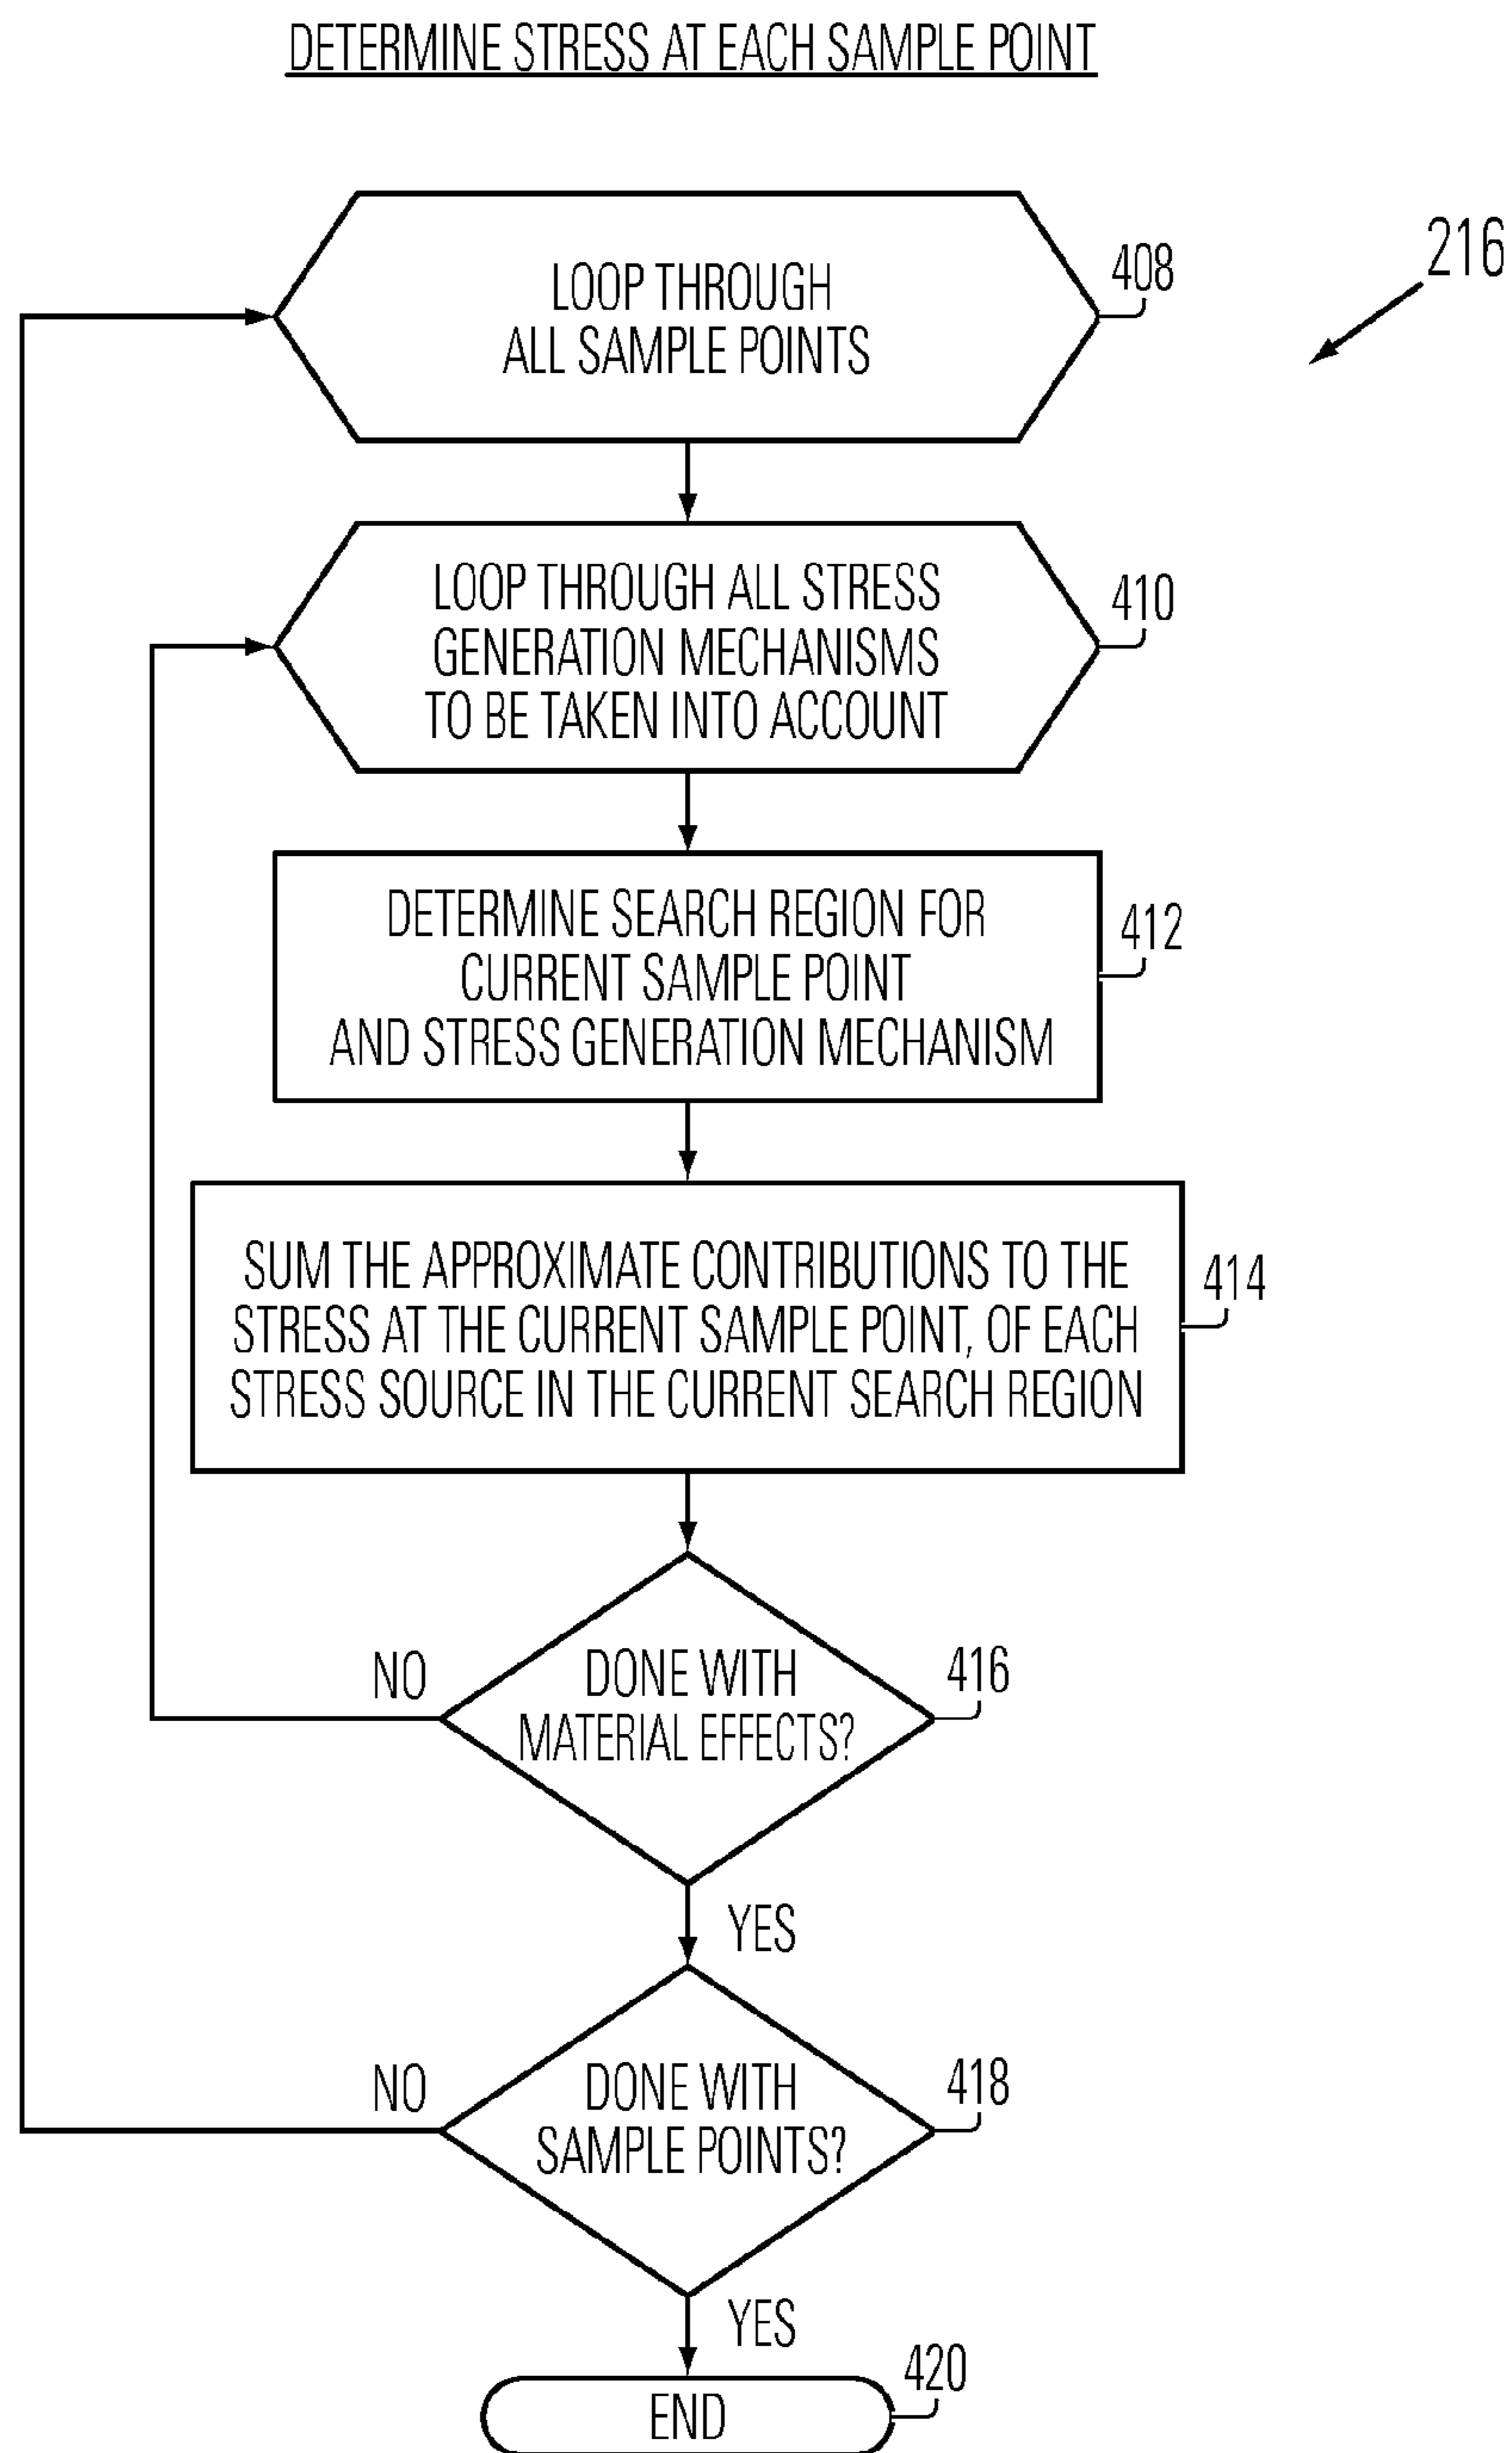 DETERMINE STRESS AT EACH SAMPLE POINT
216
LOOP THROUGH
ALL SAMPLE POINTS
408
LOOP THROUGH ALL STRESS
GENERATION MECHANISMS
TO BE TAKEN INTO ACCOUNT
410
DETERMINE SEARCH REGION FOR
CURRENT SAMPLE POINT
AND STRESS GENERATION MECHANISM
412
SUM THE APPROXIMATE CONTRIBUTIONS TO THE
STRESS AT THE CURRENT SAMPLE POINT, OF EACH
STRESS SOURCE IN THE CURRENT SEARCH REGION
414
NO
DONE WITH
MATERIAL EFFECTS?
416
YES
NO
DONE WITH
SAMPLE POINTS?
418
YES
END
420